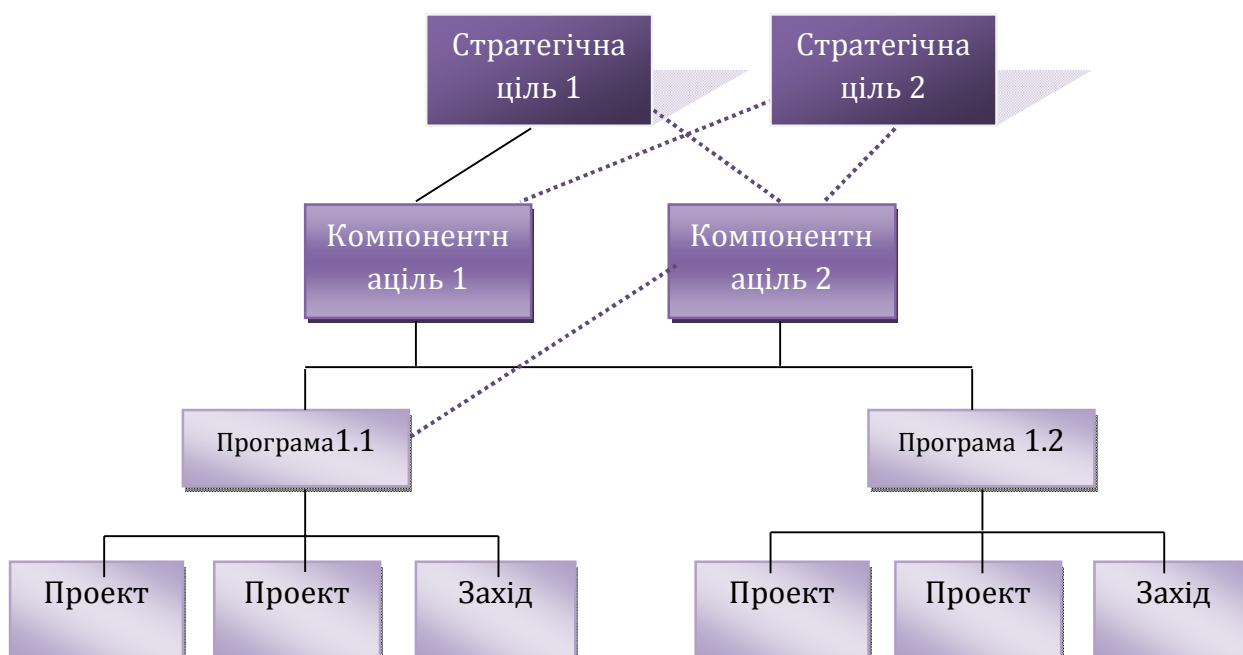 Стратегічна
ціль 1
Стратегічна
ціль 2
Компонентн
аціль 1
Компонентн
аціль 2
Програма1.1
Програма 1.2
Проект
Проект
Захід
Проект
Проект
Захід